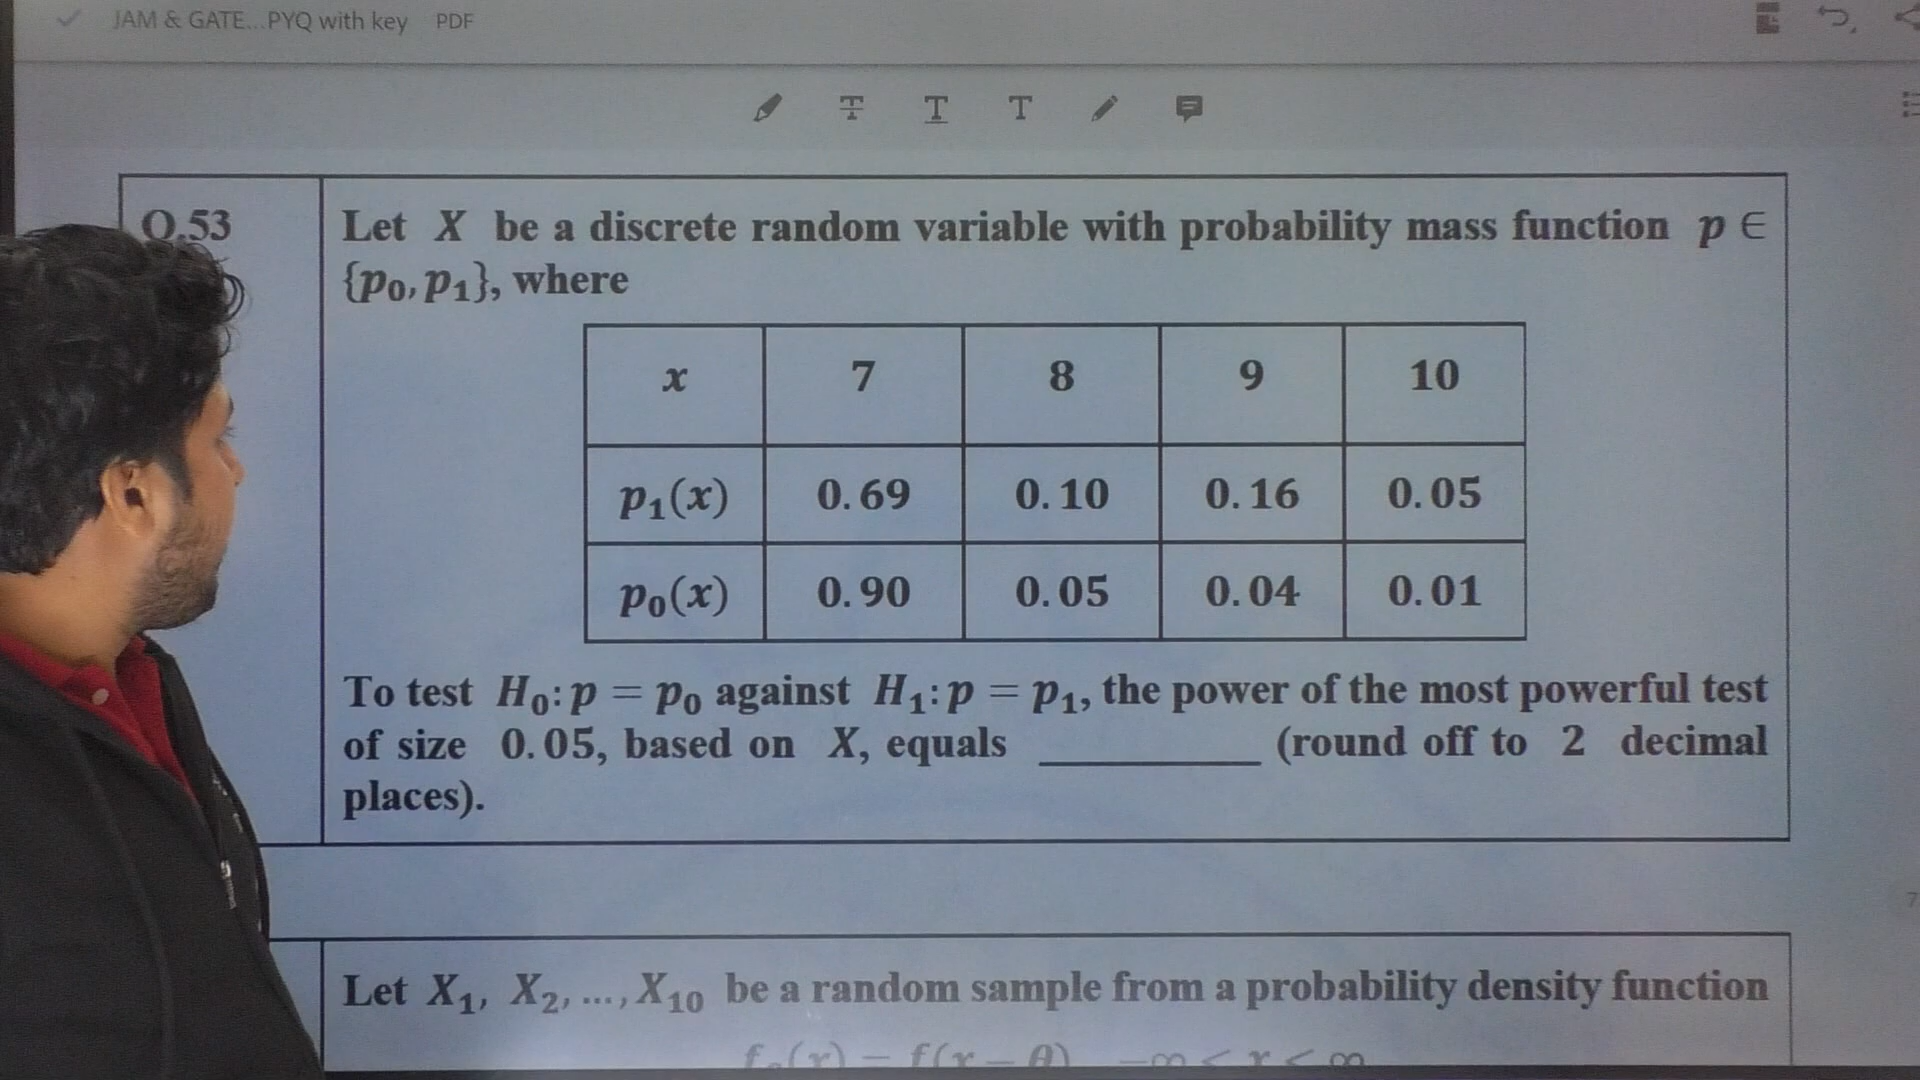 JAM & GATE...PYQ with key PDF
Q.53
Let X be a discrete random variable with probability mass function p ∈
{p₀, p₁}, where
x 7 8 9 10
p₁(x) 0.69 0.10 0.16 0.05
p₀(x) 0.90 0.05 0.04 0.01
To test H₀: p = p₀ against H₁: p = p₁, the power of the most powerful test
of size 0.05, based on X, equals ________ (round off to 2 decimal
places).
7
Let X₁, X₂, ..., X₁₀ be a random sample from a probability density function
f (x) = f(x − θ) −∞ < x < ∞